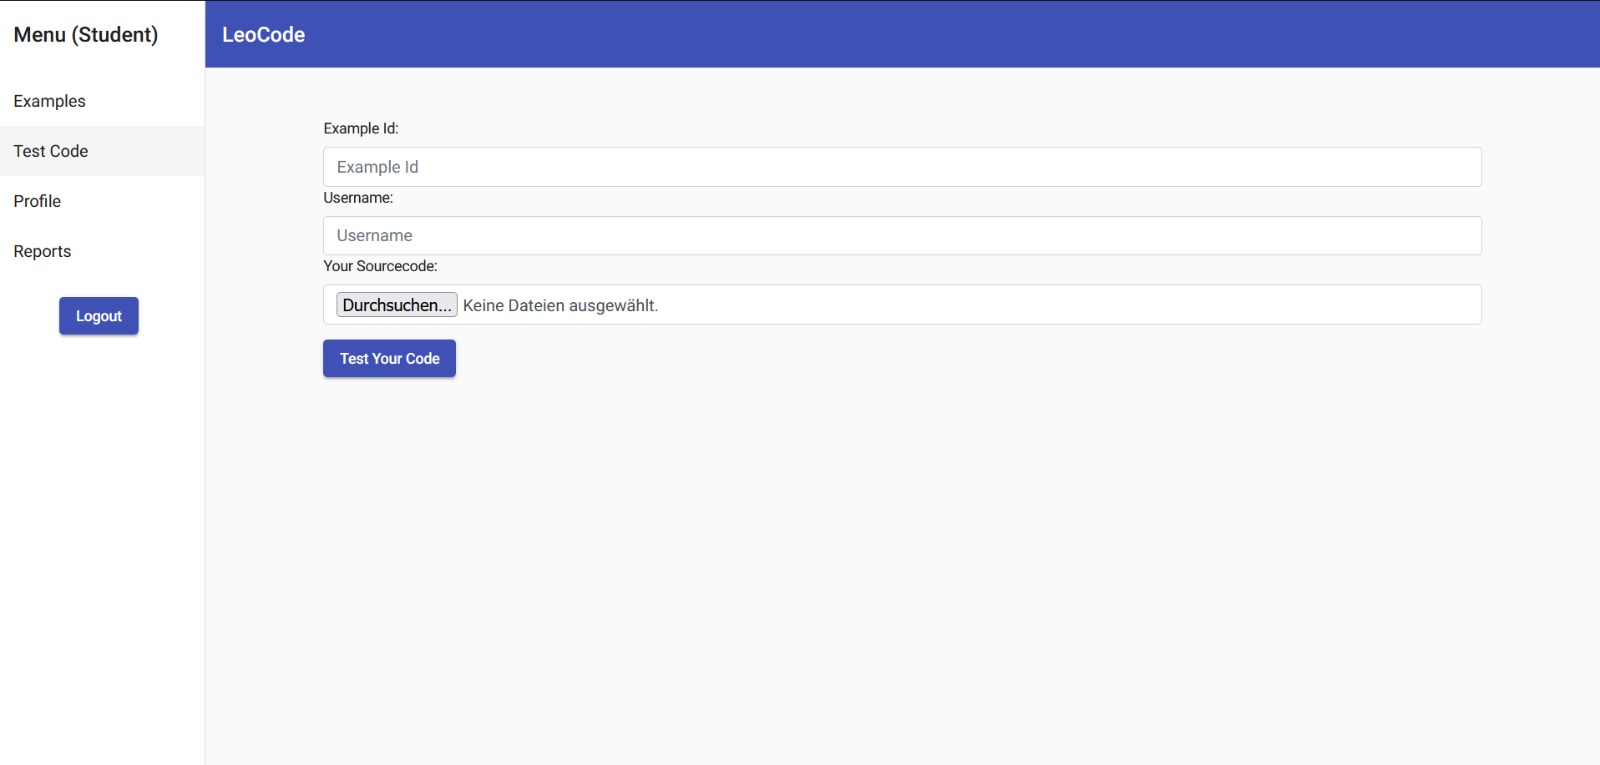 Menu (Student)
LeoCode
Examples
Test Code
Profile
Reports
Logout
Example Id:
Example Id
Username:
Username
Your Sourcecode:
Durchsuchen... Keine Dateien ausgewählt.
Test Your Code